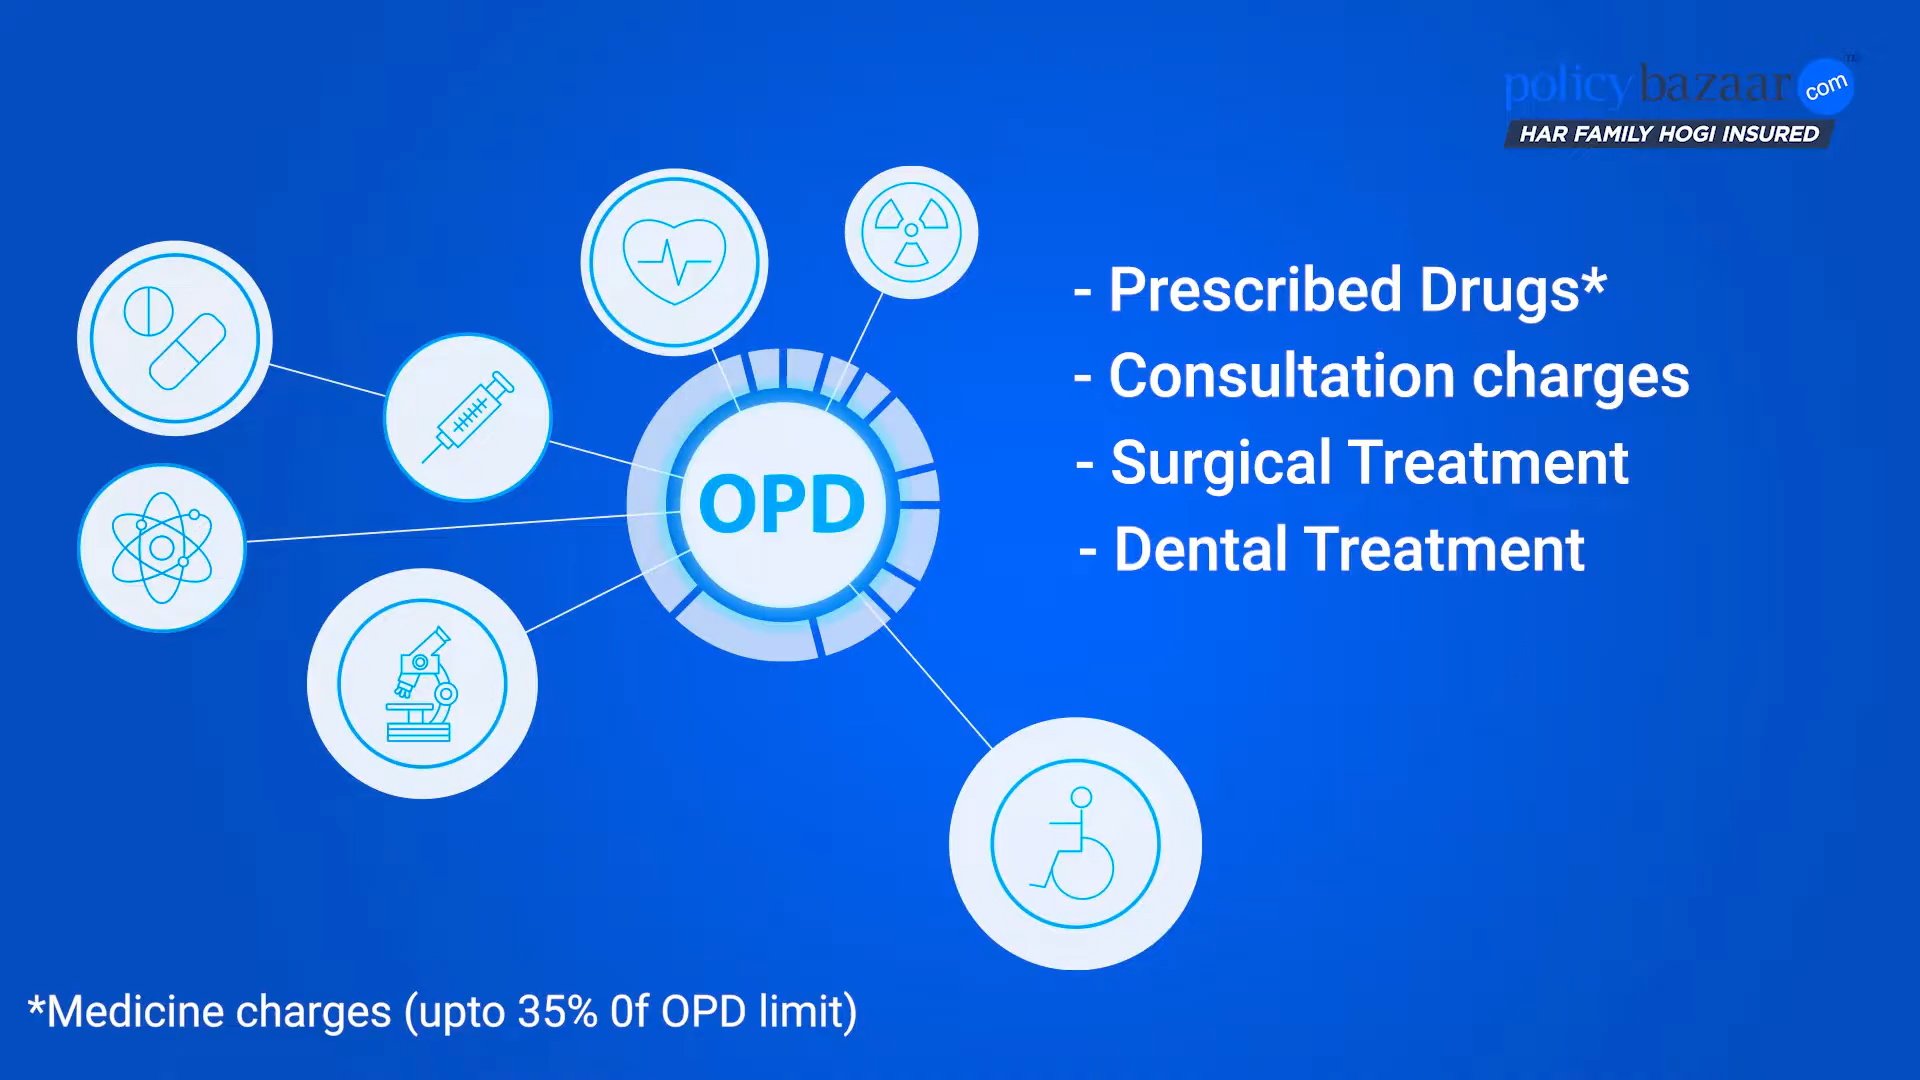 policybazaar.com
TM
HAR FAMILY HOGI INSURED
OPD
- Prescribed Drugs*
- Consultation charges
- Surgical Treatment
- Dental Treatment
*Medicine charges (upto 35% 0f OPD limit)